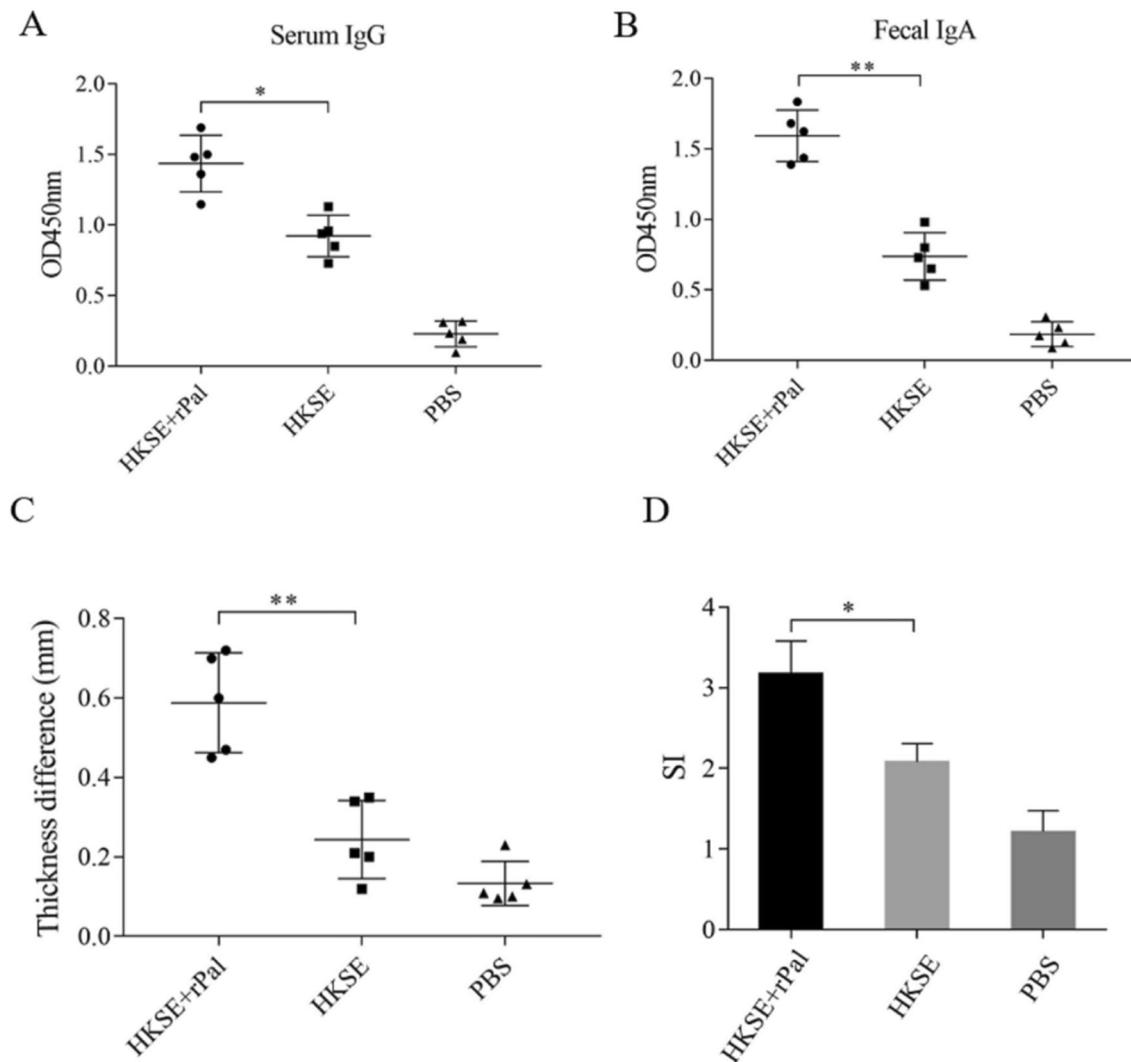 A
Serum IgG
2.0
1.5
1.0
0.5
0.0
OD450nm
*
HKSE+rPal
HKSE
PBS
B
Fecal IgA
2.0
1.5
1.0
0.5
0.0
OD450nm
**
HKSE+rPal
HKSE
PBS
C
0.8
0.6
0.4
0.2
0.0
Thickness difference (mm)
**
HKSE+rPal
HKSE
PBS
D
4
3
2
1
0
SI
*
HKSE+rPal
HKSE
PBS